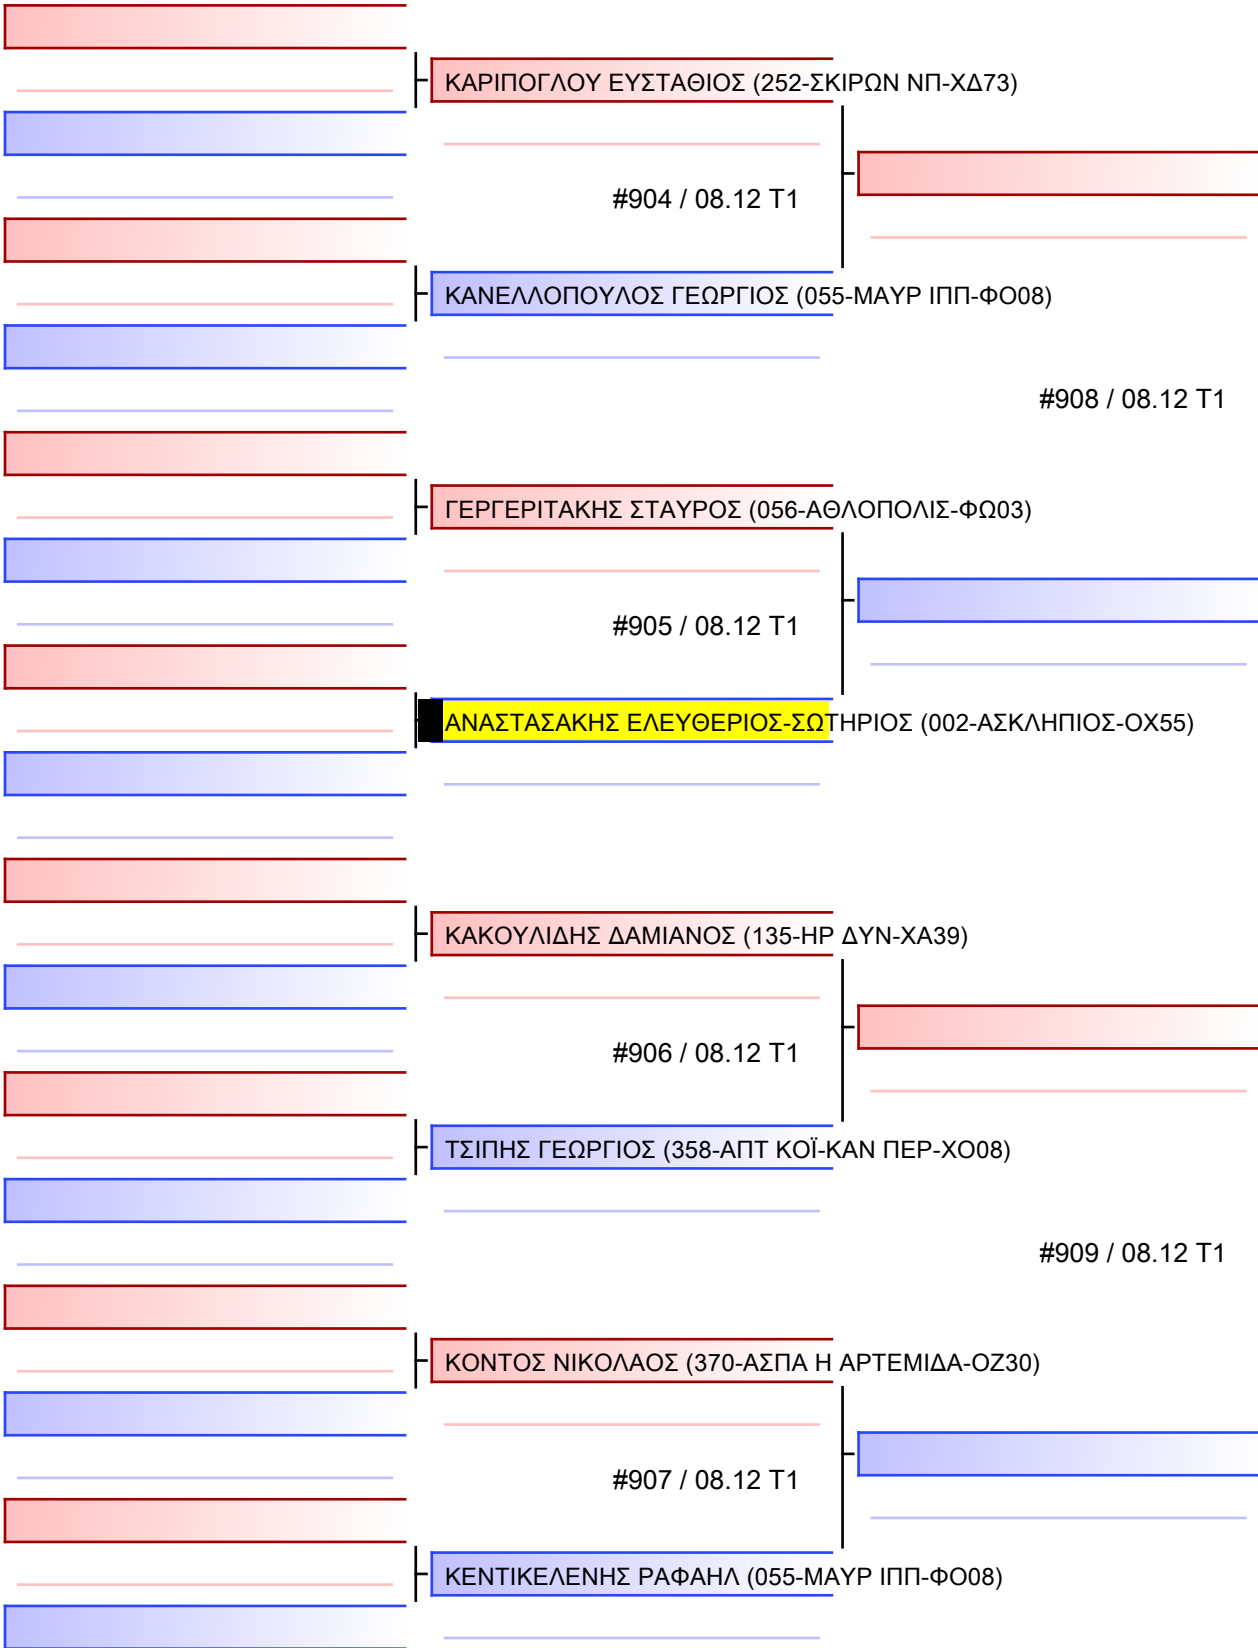 ΚΑΡΙΠΟΓΛΟΥ ΕΥΣΤΑΘΙΟΣ (252-ΣΚΙΡΩΝ ΝΠ-ΧΔ73)
#904 / 08.12 T1
ΚΑΝΕΛΛΟΠΟΥΛΟΣ ΓΕΩΡΓΙΟΣ (055-ΜΑΥΡ ΙΠΠ-ΦΟ08)
#908 / 08.12 T1
ΓΕΡΓΕΡΙΤΑΚΗΣ ΣΤΑΥΡΟΣ (056-ΑΘΛΟΠΟΛΙΣ-ΦΩ03)
#905 / 08.12 T1
ΑΝΑΣΤΑΣΑΚΗΣ ΕΛΕΥΘΕΡΙΟΣ-ΣΩΤΗΡΙΟΣ (002-ΑΣΚΛΗΠΙΟΣ-ΟΧ55)
ΚΑΚΟΥΛΙΔΗΣ ΔΑΜΙΑΝΟΣ (135-ΗΡ ΔΥΝ-ΧΑ39)
#906 / 08.12 T1
ΤΣΙΠΗΣ ΓΕΩΡΓΙΟΣ (358-ΑΠΤ ΚΟΪ-ΚΑΝ ΠΕΡ-ΧΟ08)
#909 / 08.12 T1
ΚΟΝΤΟΣ ΝΙΚΟΛΑΟΣ (370-ΑΣΠΑ Η ΑΡΤΕΜΙΔΑ-ΟΖ30)
#907 / 08.12 T1
ΚΕΝΤΙΚΕΛΕΝΗΣ ΡΑΦΑΗΛ (055-ΜΑΥΡ ΙΠΠ-ΦΟ08)